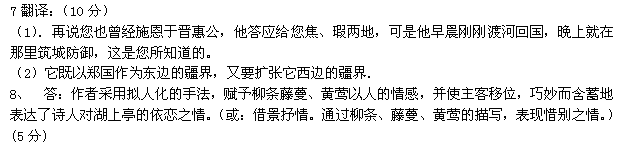 7 翻译：（10 分）
（1）．再说您也曾经施恩于晋惠公，他答应给您焦、瑕两地，可是他早晨刚刚渡河回国，晚上就在
那里筑城防御，这是您所知道的。
（2）它既以郑国作为东边的疆界，又要扩张它西边的疆界．
8、 答：作者采用拟人化的手法，赋予柳条藤蔓、黄莺以人的情感，并使主客移位，巧妙而含蓄地
表达了诗人对湖上亭的依恋之情。（或：借景抒情。通过柳条、藤蔓、黄莺的描写，表现惜别之情。）
(5 分)